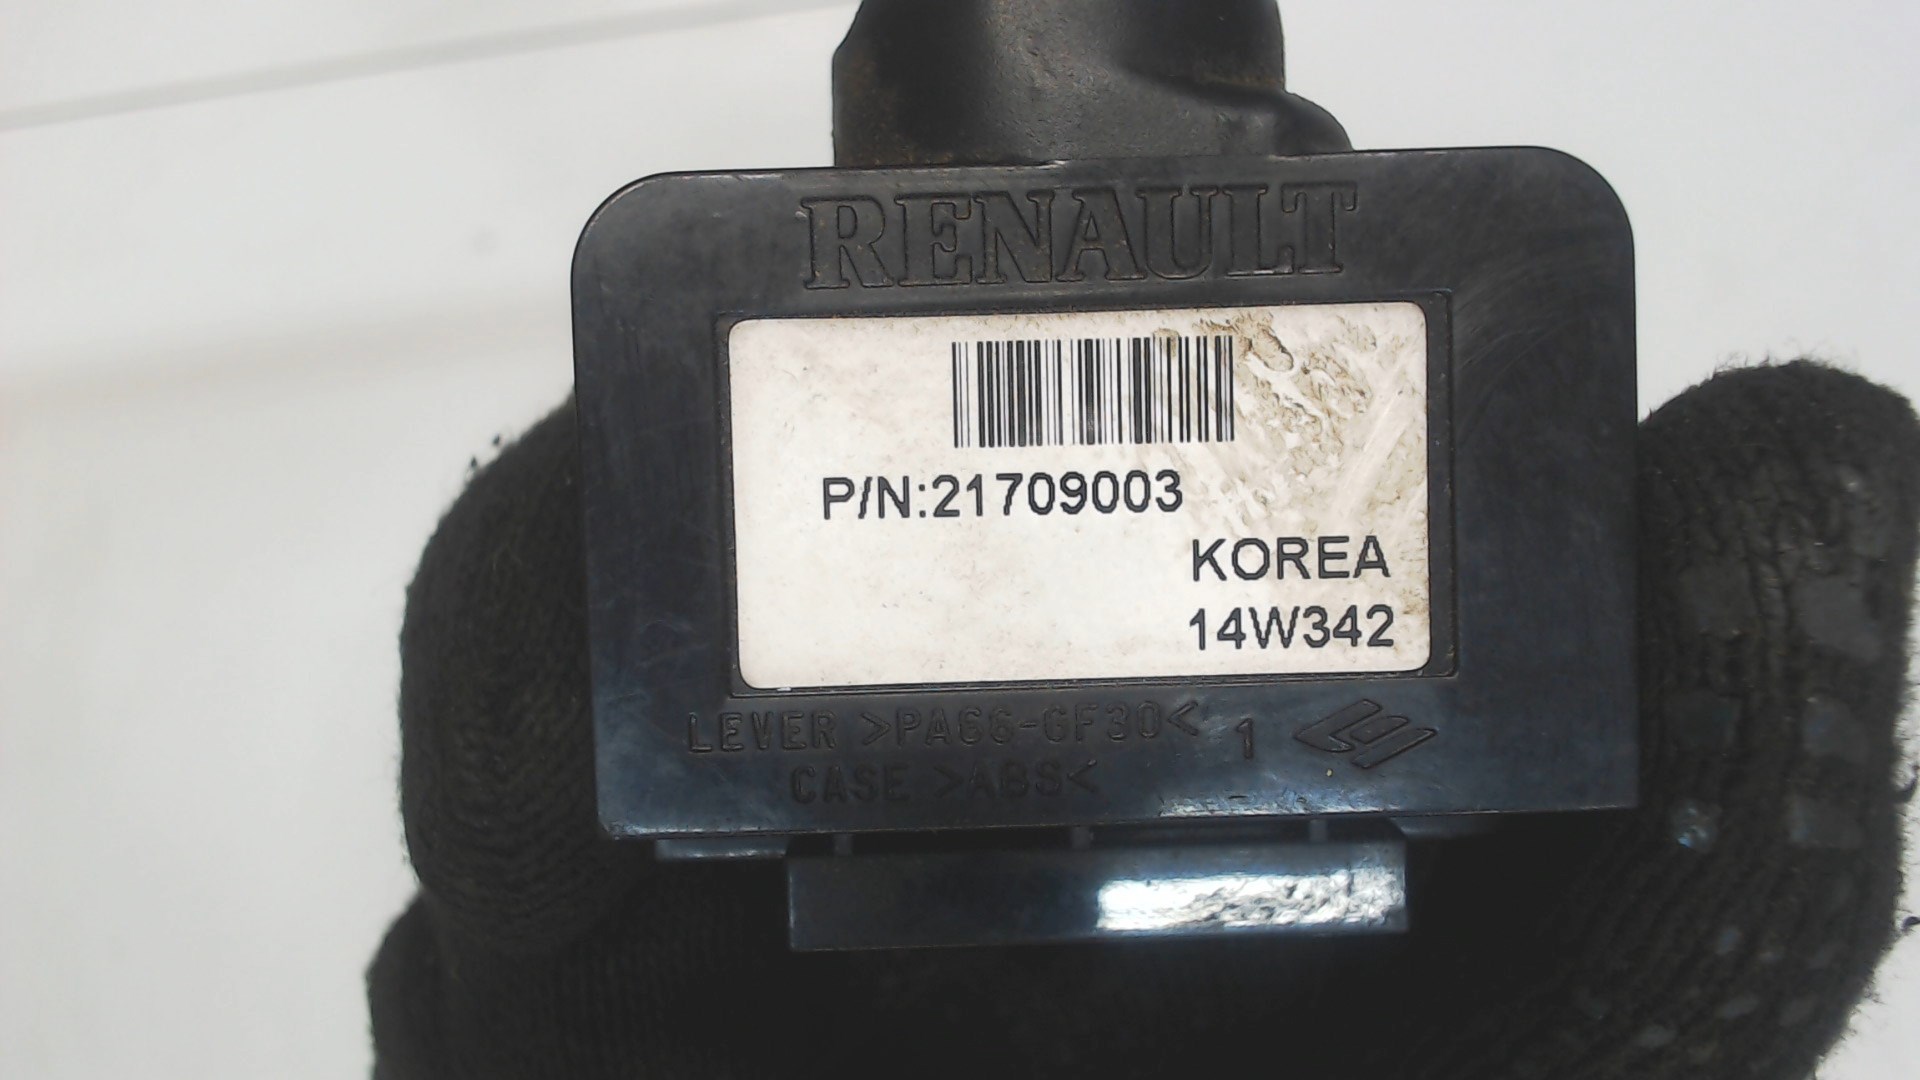 RENAULT
P/N:21709003
KOREA
14W342
LEVER >PA66-GF30< 1
CASE >ABS<